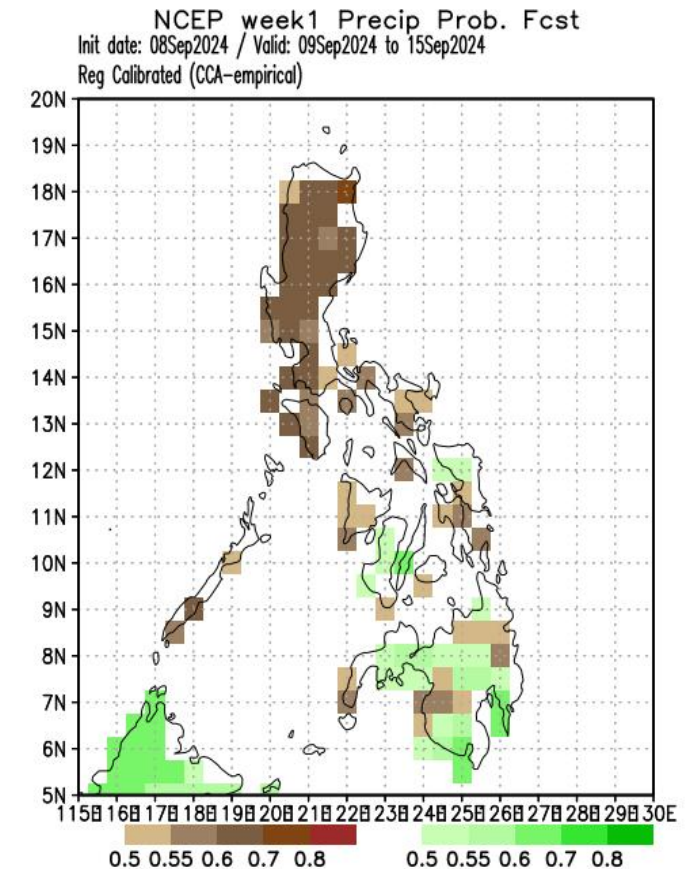 NCEP week1 Precip Prob. Fcst
Init date: 08Sep2024 / Valid: 09Sep2024 to 15Sep2024
Reg Calibrated (CCA-empirical)
20N
19N
18N
17N
16N
15N
14N
13N
12N
11N
10N
9N
8N
7N
6N
5N
115E 116E 117E 118E 119E 120E 121E 122E 123E 124E 125E 126E 127E 128E 129E 130E
0.5 0.55 0.6 0.7 0.8 0.5 0.55 0.6 0.7 0.8